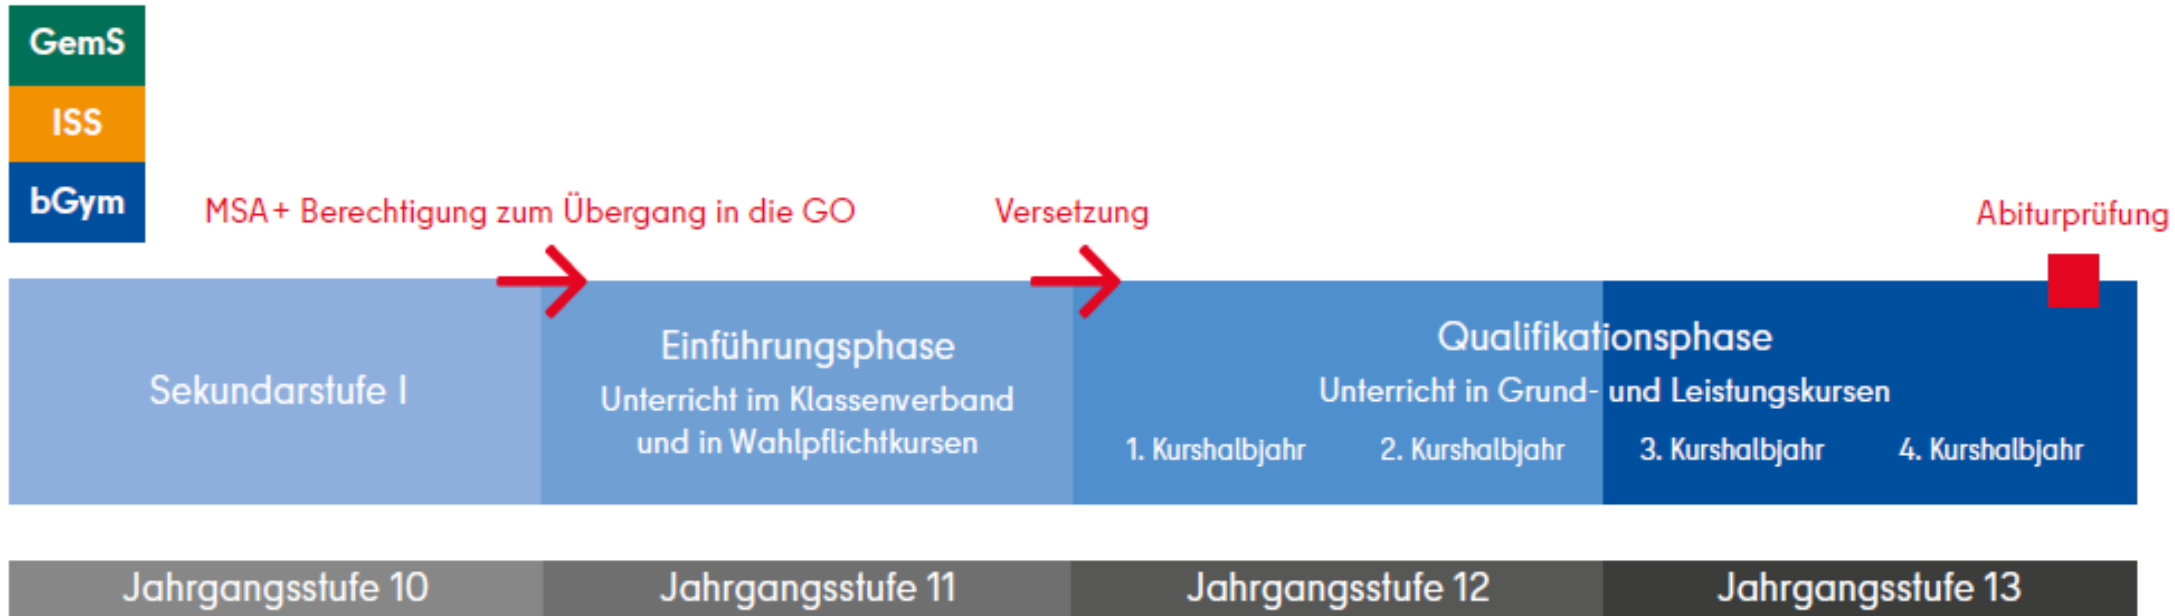 GemS
ISS
bGym
MSA+ Berechtigung zum Übergang in die GO
Versetzung
Abiturprüfung
Sekundarstufe I
Einführungsphase
Unterricht im Klassenverband
und in Wahlpflichtkursen
Qualifikationsphase
Unterricht in Grund- und Leistungskursen
1. Kurshalbjahr
2. Kurshalbjahr
3. Kurshalbjahr
4. Kurshalbjahr
Jahrgangsstufe 10
Jahrgangsstufe 11
Jahrgangsstufe 12
Jahrgangsstufe 13